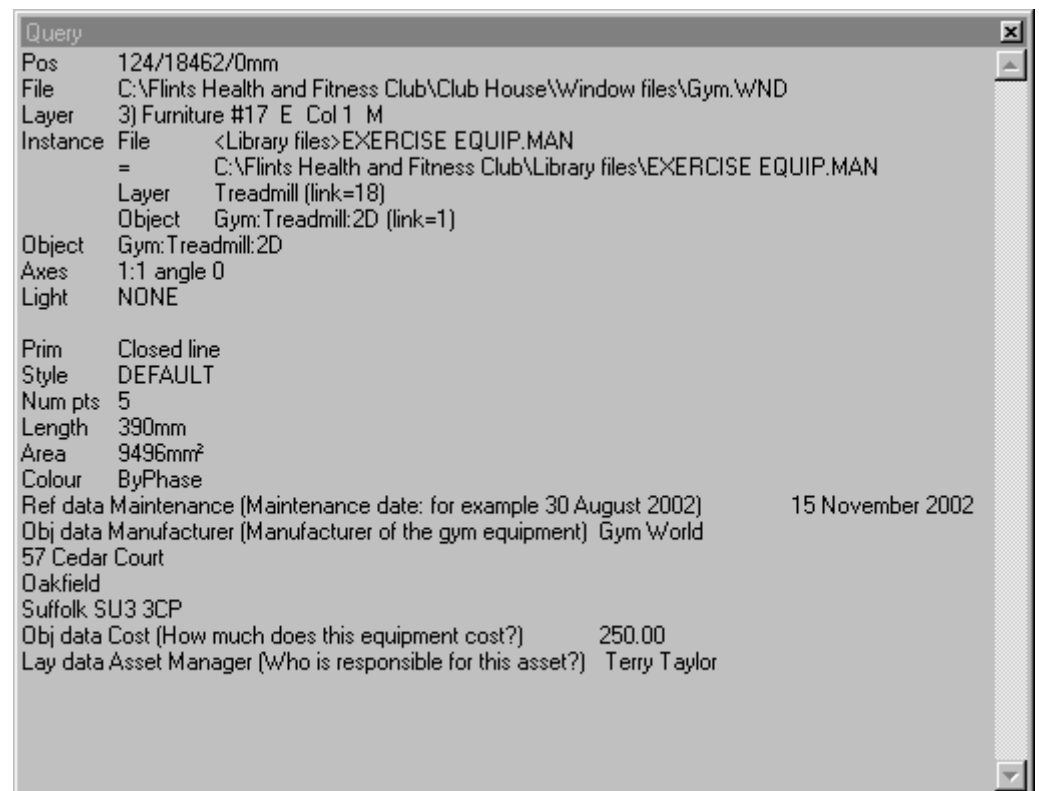 Query
Pos 124/18462/0mm
File C:\Flints Health and Fitness Club\Club House\Window files\Gym.WND
Layer 3) Furniture #17 E Col 1 M
Instance File <Library files>EXERCISE EQUIP.MAN
= C:\Flints Health and Fitness Club\Library files\EXERCISE EQUIP.MAN
Layer Treadmill (link=18)
Object Gym:Treadmill:2D (link=1)
Object Gym:Treadmill:2D
Axes 1:1 angle 0
Light NONE
Prim Closed line
Style DEFAULT
Num pts 5
Length 390mm
Area 9496mm²
Colour ByPhase
Ref data Maintenance (Maintenance date: for example 30 August 2002) 15 November 2002
Obj data Manufacturer (Manufacturer of the gym equipment) Gym World
57 Cedar Court
Oakfield
Suffolk SU3 3CP
Obj data Cost (How much does this equipment cost?) 250.00
Lay data Asset Manager (Who is responsible for this asset?) Terry Taylor